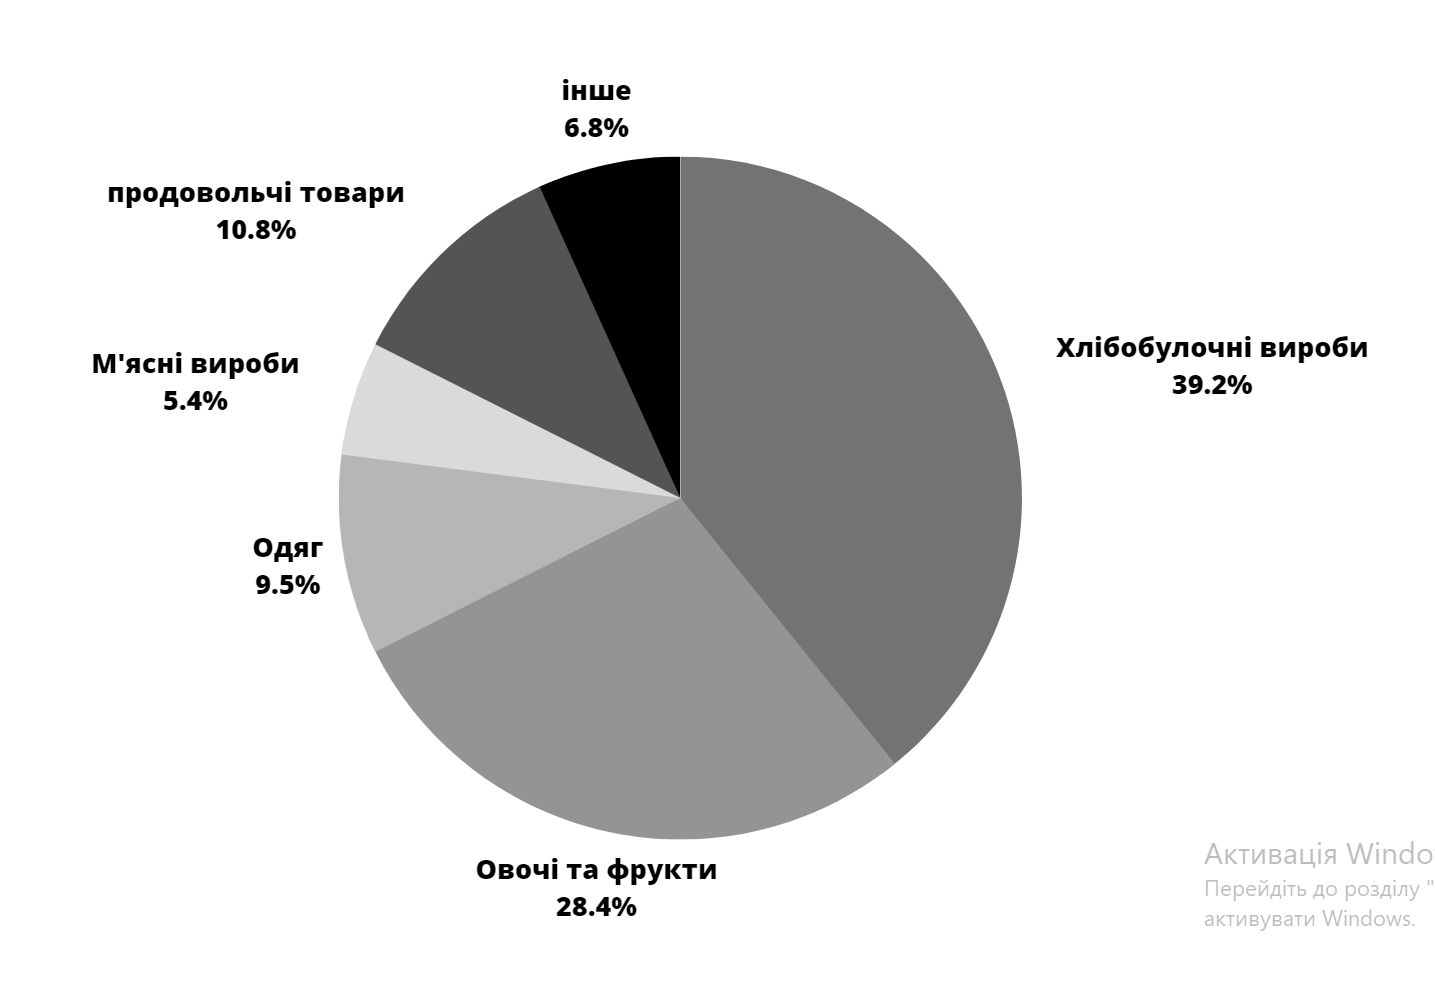 інше
6.8%
продовольчі товари
10.8%
Хлібобулочні вироби
39.2%
М'ясні вироби
5.4%
Одяг
9.5%
Овочі та фрукти
28.4%
Активація Windo
Перейдіть до розділу "
активувати Windows.